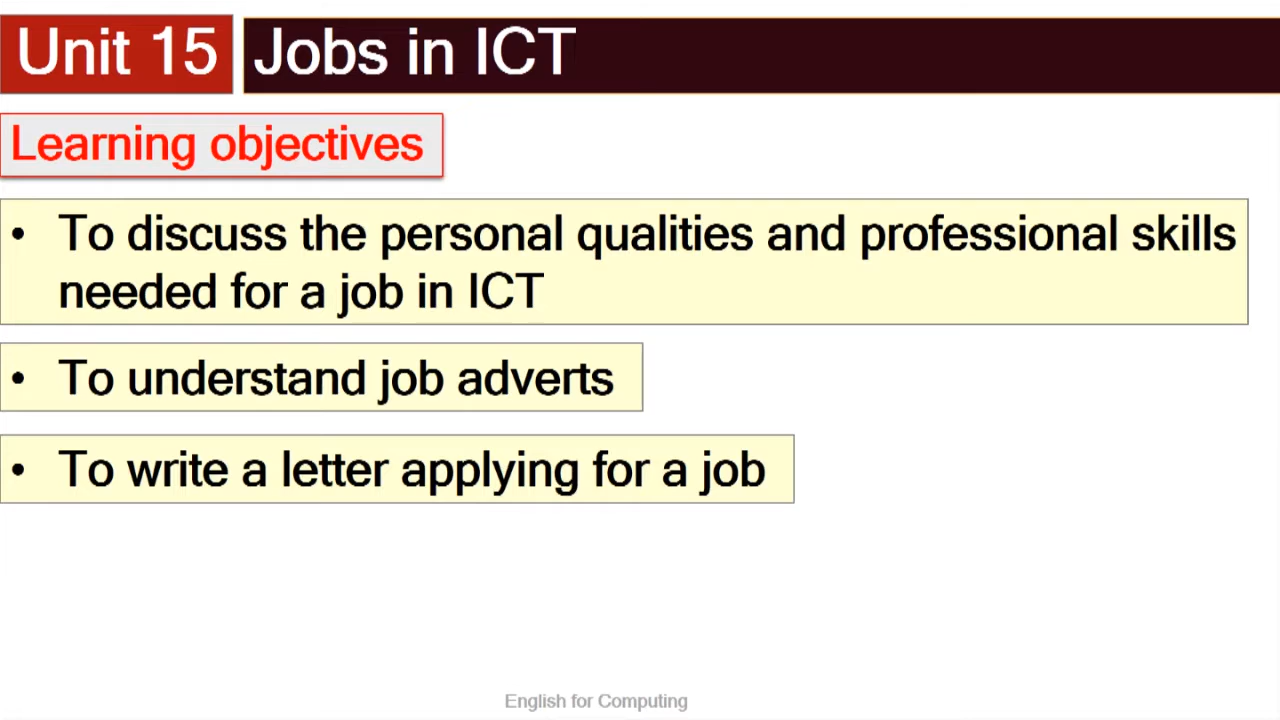 Unit 15
Jobs in ICT
Learning objectives
• To discuss the personal qualities and professional skills
needed for a job in ICT
• To understand job adverts
• To write a letter applying for a job
English for Computing